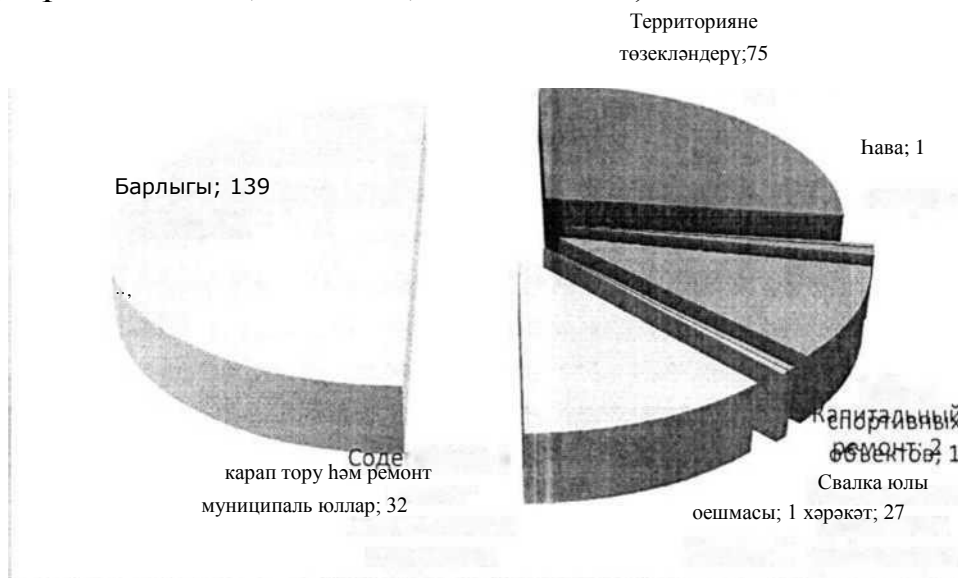 Территорияне
төзекләндерү;75
Һава; 1
Барлыгы; 139
Капитальный
спортивных
ремонт; 2
объектов; 1
Соде
карап тору һәм ремонт
муниципаль юллар; 32
Свалка юлы
оешмасы; 1 хәрәкәт; 27